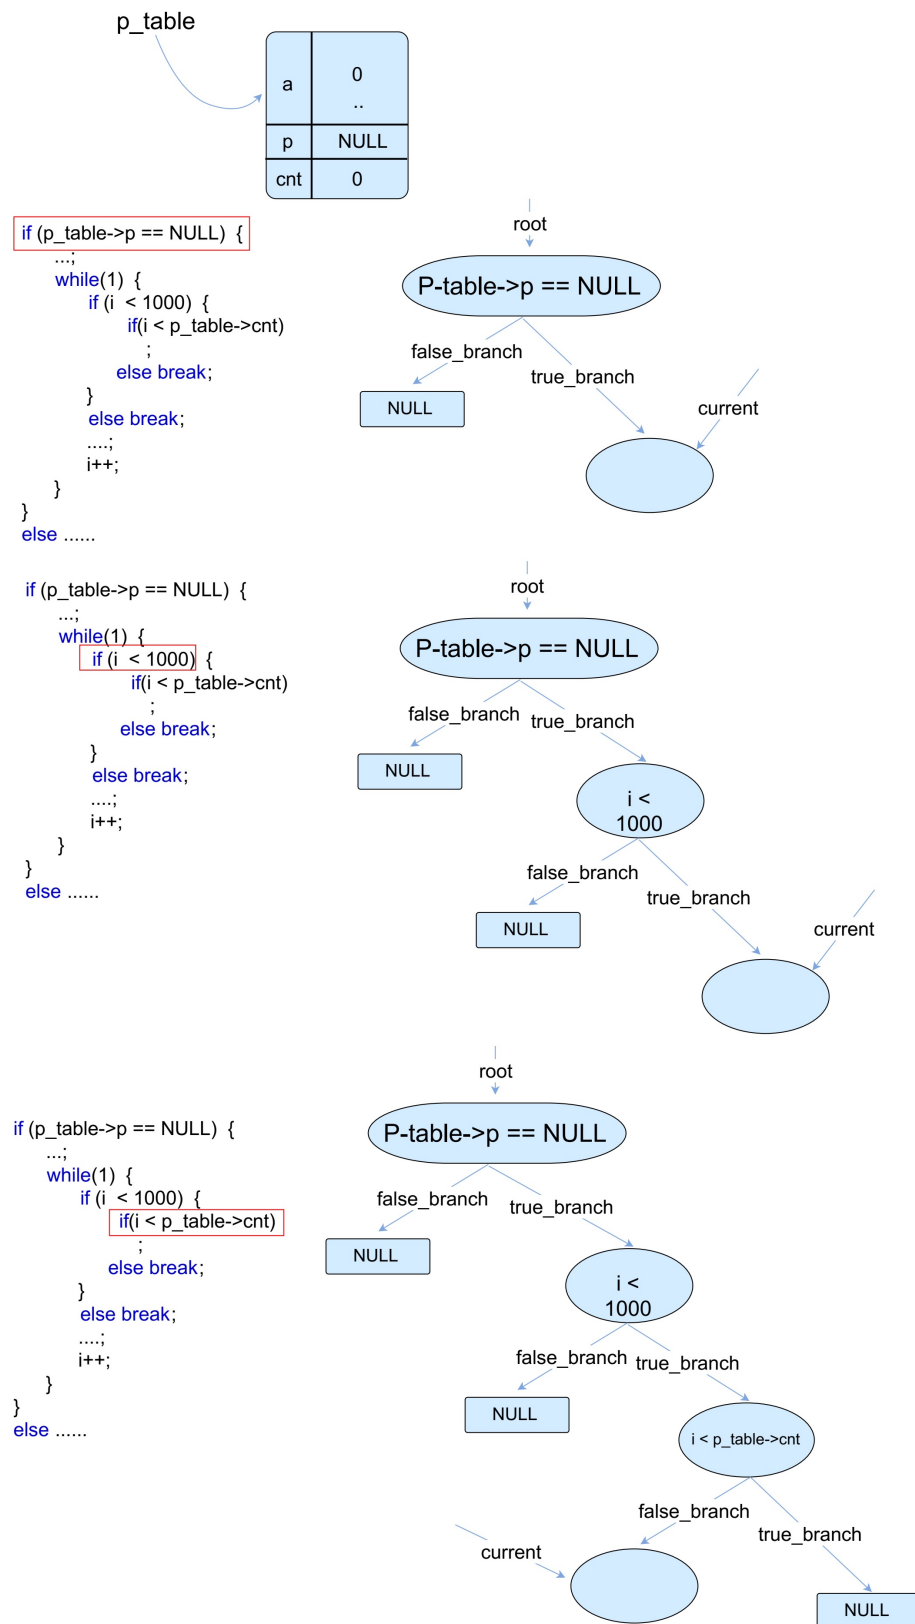 p_table
a
0
..
p
NULL
cnt
0
if (p_table->p == NULL) {
...;
while(1) {
if (i < 1000) {
if(i < p_table->cnt)
;
else break;
}
else break;
....;
i++;
}
}
else ......
root
P-table->p == NULL
false_branch
true_branch
NULL
current
if (p_table->p == NULL) {
...;
while(1) {
if (i < 1000) {
if(i < p_table->cnt)
;
else break;
}
else break;
....;
i++;
}
}
else ......
root
P-table->p == NULL
false_branch
true_branch
NULL
i <
1000
false_branch
true_branch
NULL
current
if (p_table->p == NULL) {
...;
while(1) {
if (i < 1000) {
if(i < p_table->cnt)
;
else break;
}
else break;
....;
i++;
}
}
else ......
root
P-table->p == NULL
false_branch
true_branch
NULL
i <
1000
false_branch
true_branch
NULL
i < p_table->cnt
false_branch
true_branch
current
NULL